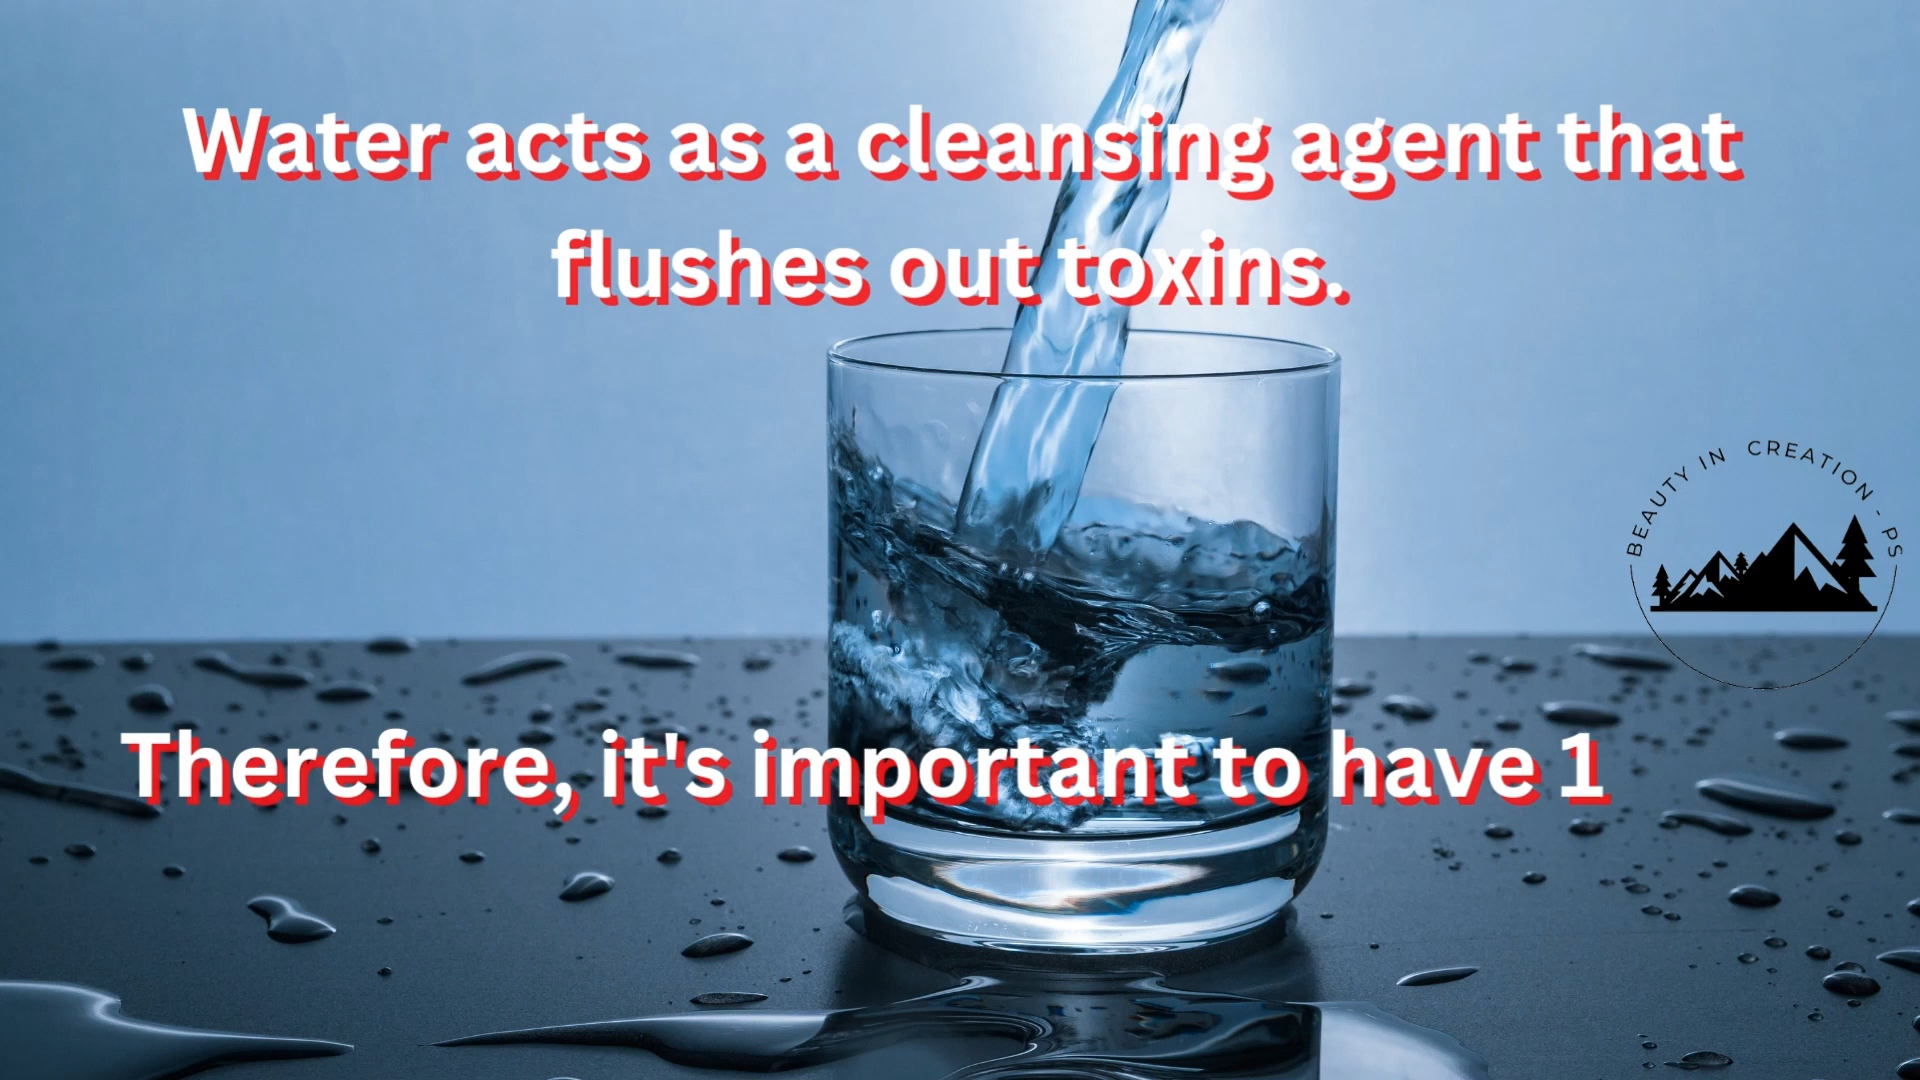 Water acts as a cleansing agent that
flushes out toxins.
BEAUTY IN CREATION - PS
Therefore, it's important to have 1